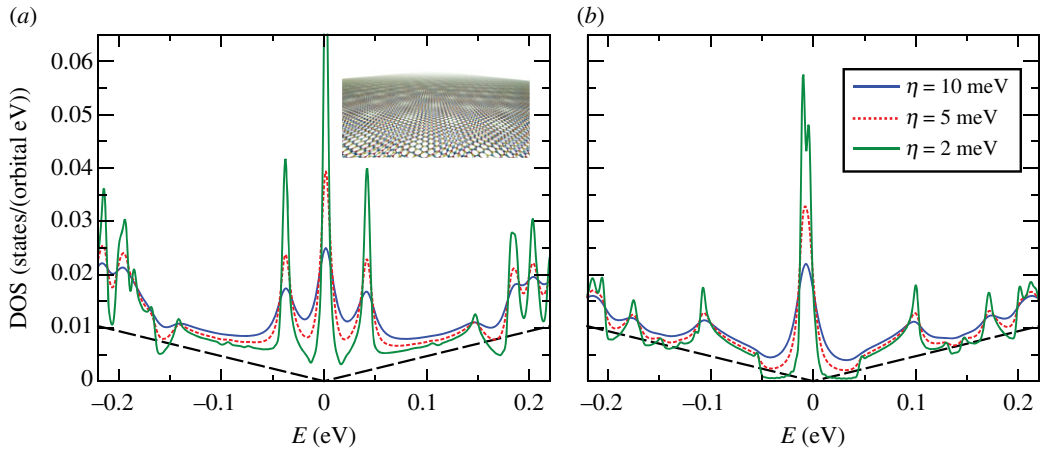 (a)
(b)
DOS (states/(orbital eV))
0.06
0.05
0.04
0.03
0.02
0.01
0
−0.2
−0.1
0
0.1
0.2
E (eV)
η = 10 meV
η = 5 meV
η = 2 meV
−0.2
−0.1
0
0.1
0.2
E (eV)